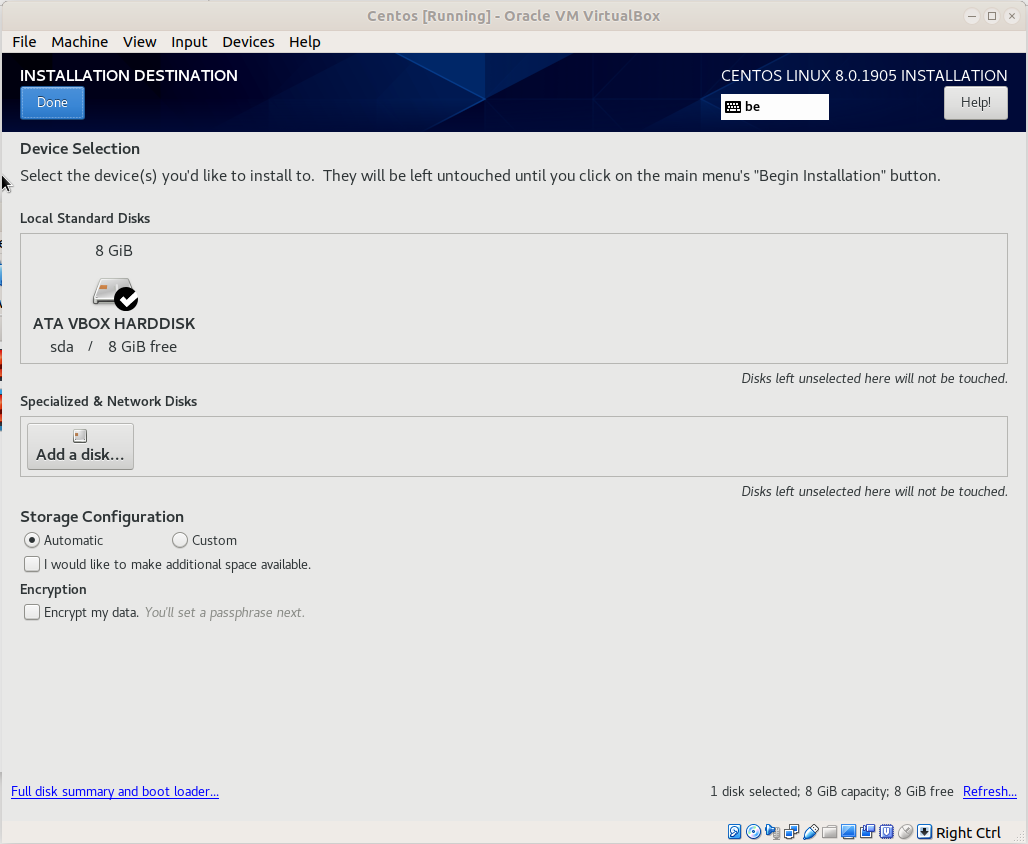 Centos [Running] - Oracle VM VirtualBox
File Machine View Input Devices Help
INSTALLATION DESTINATION
CENTOS LINUX 8.0.1905 INSTALLATION
Done
be
Help!
Device Selection
Select the device(s) you'd like to install to. They will be left untouched until you click on the main menu's "Begin Installation" button.
Local Standard Disks
8 GiB
ATA VBOX HARDDISK
sda / 8 GiB free
Disks left unselected here will not be touched.
Specialized & Network Disks
Add a disk...
Disks left unselected here will not be touched.
Storage Configuration
Automatic Custom
I would like to make additional space available.
Encryption
Encrypt my data. You'll set a passphrase next.
Full disk summary and boot loader...
1 disk selected; 8 GiB capacity; 8 GiB free Refresh...
Right Ctrl